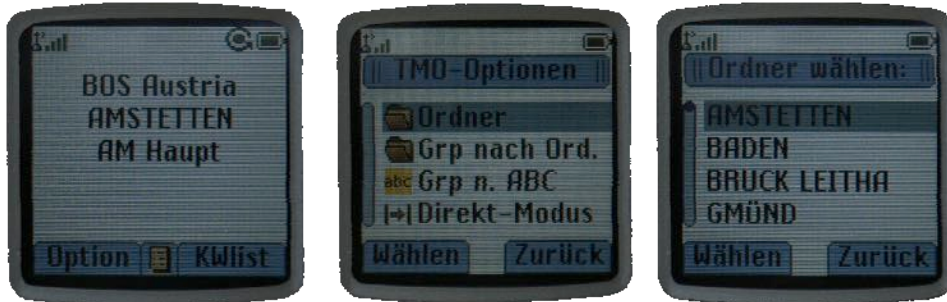 BOS Austria
AMSTETTEN
AM Haupt
Option KWlist
TMO-Optionen
Ordner
Grp nach Ord.
abc Grp n. ABC
Direkt-Modus
Wählen Zurück
Ordner wählen:
AMSTETTEN
BADEN
BRUCK LEITHA
GMÜND
Wählen Zurück